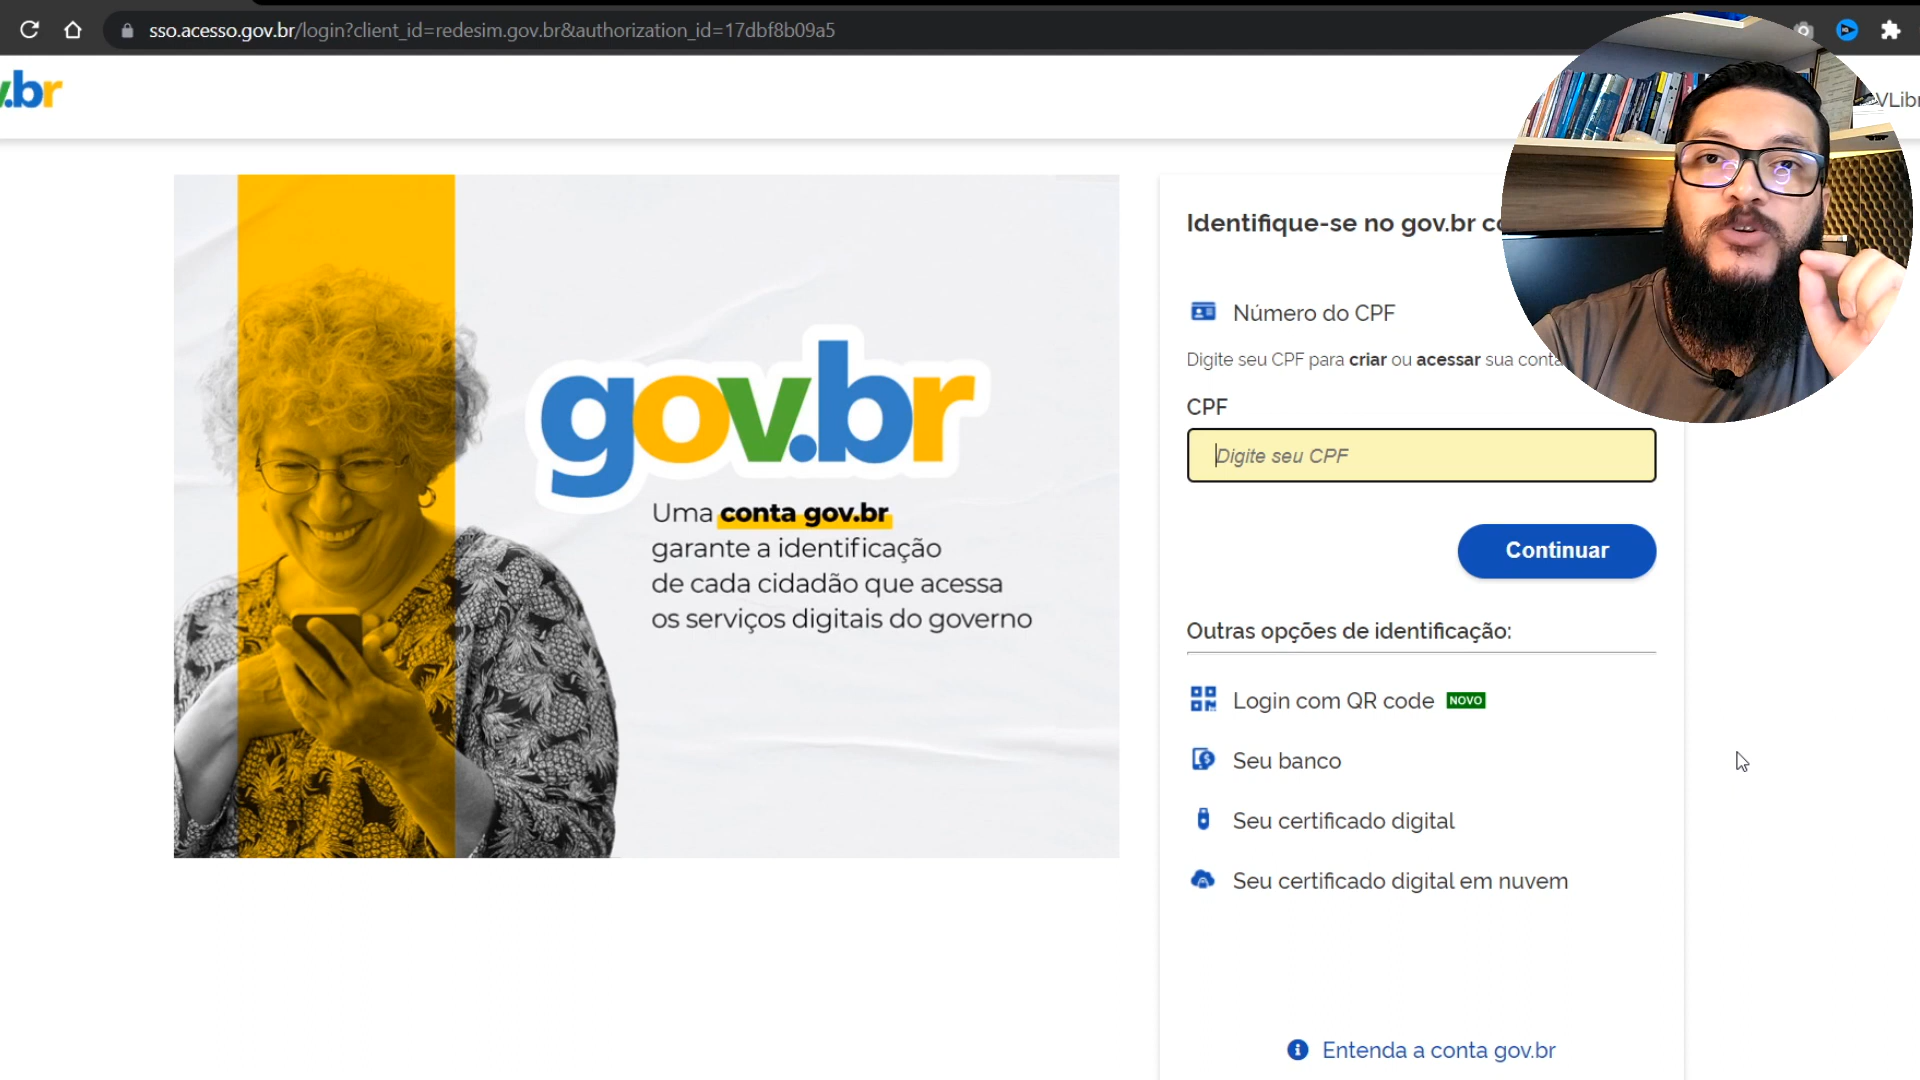 sso.acesso.gov.br/login?client_id=redesim.gov.br&authorization_id=17dbf8b09a5
v.br
VLibr
Identifique-se no gov.br co
Número do CPF
Digite seu CPF para criar ou acessar sua conta
CPF
Digite seu CPF
Continuar
gov.br
Uma conta gov.br
garante a identificação
de cada cidadão que acessa
os serviços digitais do governo
Outras opções de identificação:
Login com QR code NOVO
Seu banco
Seu certificado digital
Seu certificado digital em nuvem
Entenda a conta gov.br